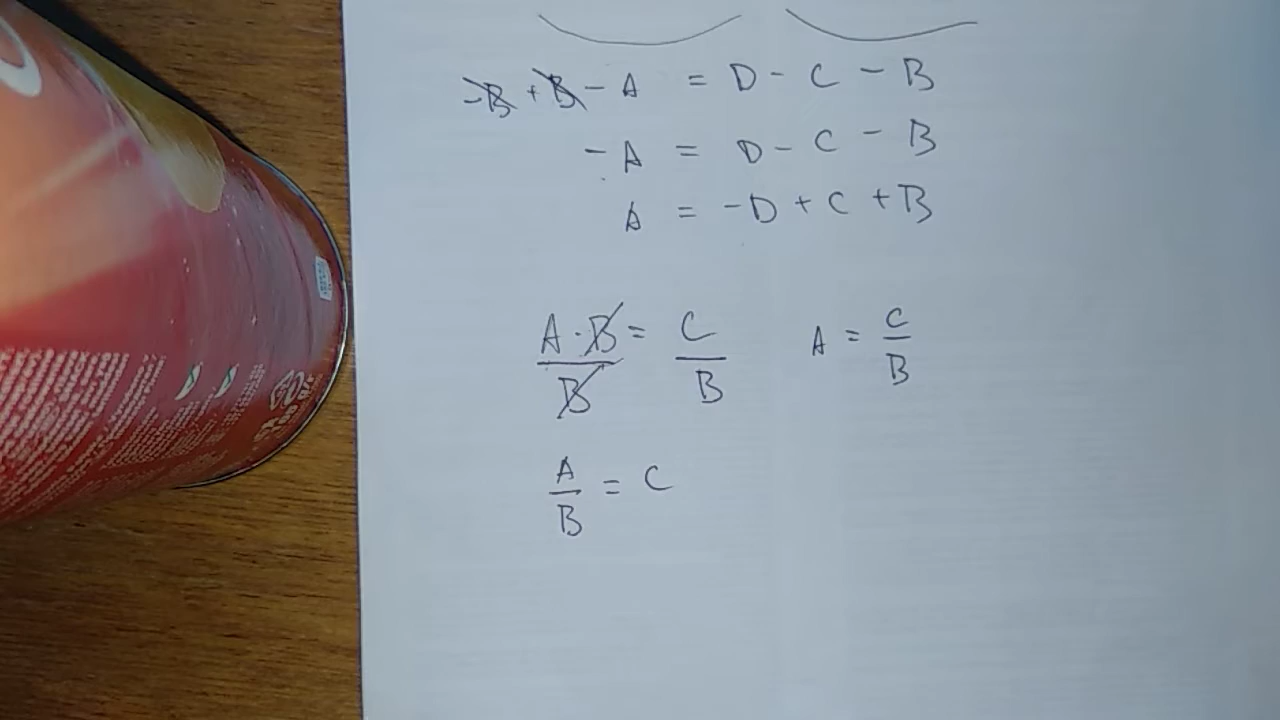 -B + B - A = D - C - B
-A = D - C - B
A = -D + C + B
A · B / B = C / B
A = C / B
A / B = C